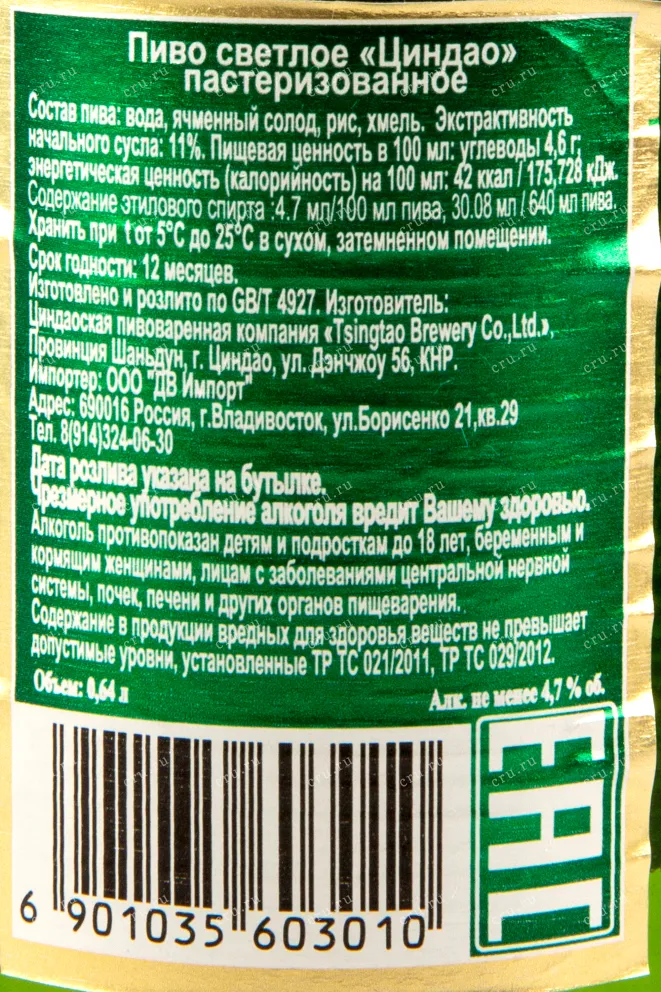 Пиво светлое «Циндао»
пастеризованное
Состав пива: вода, ячменный солод, рис, хмель. Экстрактивность
начального сусла: 11%. Пищевая ценность в 100 мл: углеводы 4,6 г;
энергетическая ценность (калорийность) на 100 мл: 42 ккал / 175,728 кДж.
Содержание этилового спирта :4.7 мл/100 мл пива, 30.08 мл / 640 мл пива.
Хранить при t от 5°C до 25°C в сухом, затемненном помещении.
Срок годности: 12 месяцев.
Изготовлено и розлито по GB/T 4927. Изготовитель:
Циндаоская пивоваренная компания «Tsingtao Brewery Co.,Ltd.»,
Провинция Шаньдун, г. Циндао, ул. Дэнчжоу 56, КНР.
Импортер: ООО "ДВ Импорт"
Адрес: 690016 Россия, г.Владивосток, ул.Борисенко 21,кв.29
Тел. 8(914)324-06-30
Дата розлива указана на бутылке.
Чрезмерное употребление алкоголя вредит Вашему здоровью.
Алкоголь противопоказан детям и подросткам до 18 лет, беременным и
кормящим женщинами, лицам с заболеваниями центральной нервной
системы, почек, печени и других органов пищеварения.
Содержание в продукции вредных для здоровья веществ не превышает
допустимые уровни, установленные ТР ТС 021/2011, ТР ТС 029/2012.
Объем: 0,64 л
Алк. не менее 4,7 % об.
EAC
6 901035 603010
cru.ru